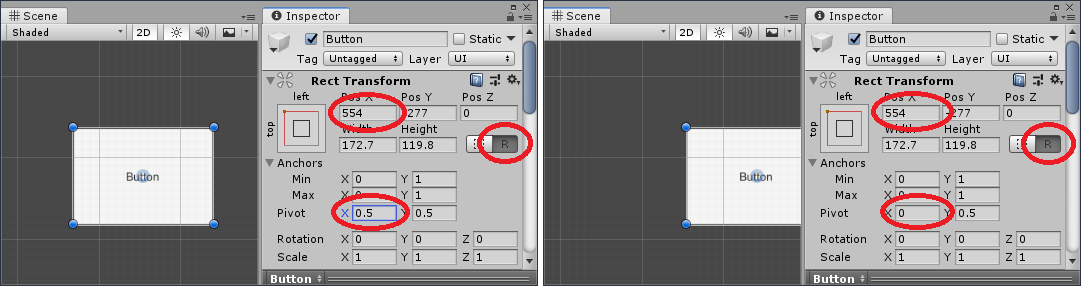 Scene
Shaded
2D
Button
Inspector
Button
Static
Tag Untagged Layer UI
Rect Transform
left
top
Pos X Pos Y Pos Z
554 -277 0
Width Height
172.7 119.8 R
Anchors
Min X 0 Y 1
Max X 0 Y 1
Pivot X 0.5 Y 0.5
Rotation X 0 Y 0 Z 0
Scale X 1 Y 1 Z 1
Button
Scene
Shaded
2D
Button
Inspector
Button
Static
Tag Untagged Layer UI
Rect Transform
left
top
Pos X Pos Y Pos Z
554 -277 0
Width Height
172.7 119.8 R
Anchors
Min X 0 Y 1
Max X 0 Y 1
Pivot X 0 Y 0.5
Rotation X 0 Y 0 Z 0
Scale X 1 Y 1 Z 1
Button